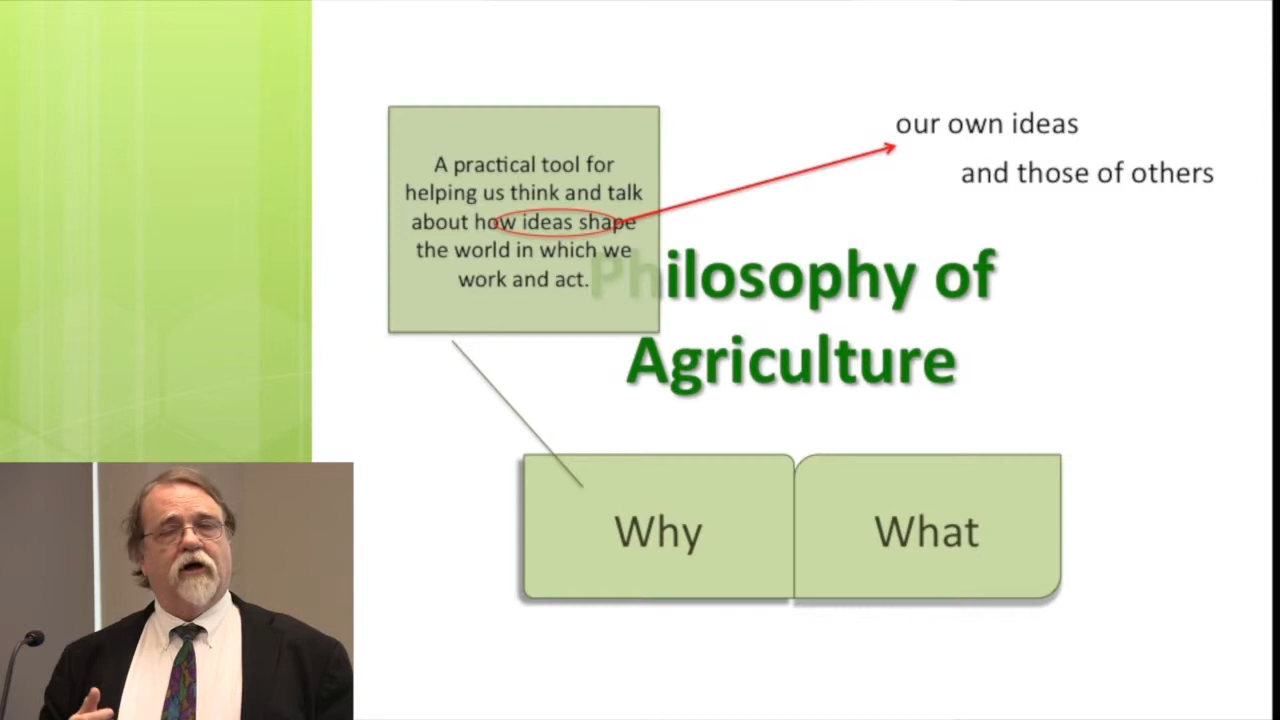 A practical tool for
helping us think and talk
about how ideas shape
the world in which we
work and act.
our own ideas
and those of others
Philosophy of
Agriculture
Why
What